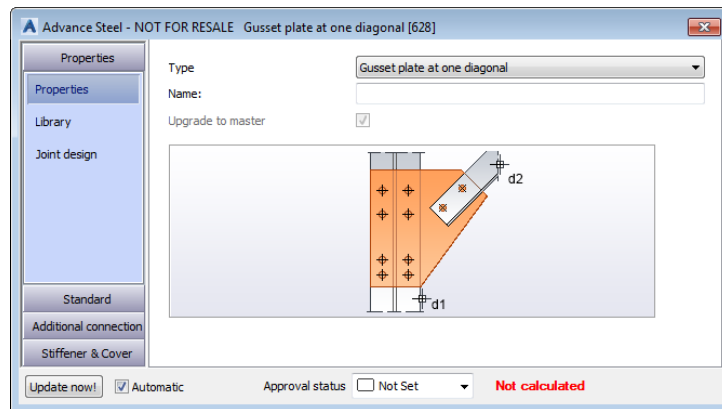 Advance Steel - NOT FOR RESALE Gusset plate at one diagonal [628]
Properties
Properties
Library
Joint design
Standard
Additional connection
Stiffener & Cover
Type
Gusset plate at one diagonal
Name:
Upgrade to master
d2
d1
Update now!
Automatic
Approval status
Not Set
Not calculated